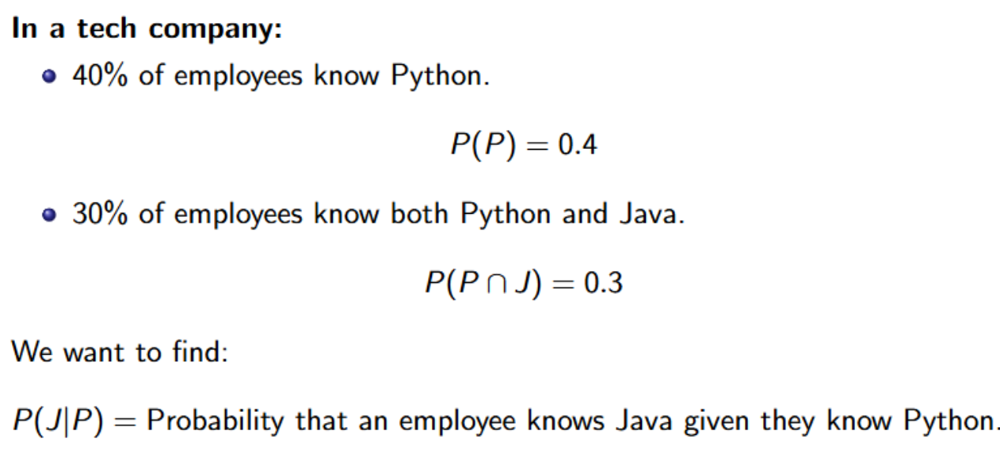 In a tech company:
• 40% of employees know Python.
P(P) = 0.4
• 30% of employees know both Python and Java.
P(P ∩ J) = 0.3
We want to find:
P(J|P) = Probability that an employee knows Java given they know Python.